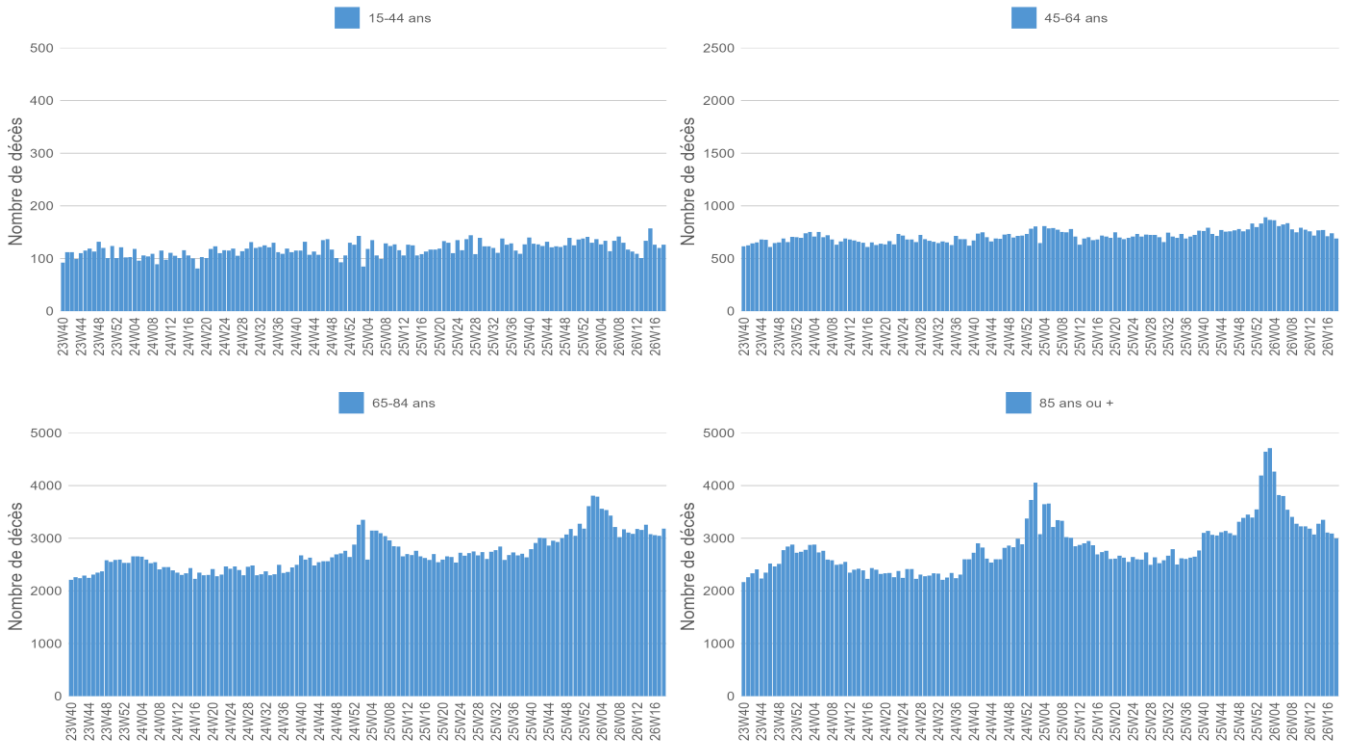 15-44 ans
500
400
300
200
100
0
Nombre de décès
23W40
23W44
23W48
23W52
24W04
24W08
24W12
24W16
24W20
24W24
24W28
24W32
24W36
24W40
24W44
24W48
24W52
25W04
25W08
25W12
25W16
25W20
25W24
25W28
25W32
25W36
25W40
25W44
25W48
25W52
26W04
26W08
26W12
26W16
45-64 ans
2500
2000
1500
1000
500
0
Nombre de décès
23W40
23W44
23W48
23W52
24W04
24W08
24W12
24W16
24W20
24W24
24W28
24W32
24W36
24W40
24W44
24W48
24W52
25W04
25W08
25W12
25W16
25W20
25W24
25W28
25W32
25W36
25W40
25W44
25W48
25W52
26W04
26W08
26W12
26W16
65-84 ans
5000
4000
3000
2000
1000
0
Nombre de décès
23W40
23W44
23W48
23W52
24W04
24W08
24W12
24W16
24W20
24W24
24W28
24W32
24W36
24W40
24W44
24W48
24W52
25W04
25W08
25W12
25W16
25W20
25W24
25W28
25W32
25W36
25W40
25W44
25W48
25W52
26W04
26W08
26W12
26W16
85 ans ou +
5000
4000
3000
2000
1000
0
Nombre de décès
23W40
23W44
23W48
23W52
24W04
24W08
24W12
24W16
24W20
24W24
24W28
24W32
24W36
24W40
24W44
24W48
24W52
25W04
25W08
25W12
25W16
25W20
25W24
25W28
25W32
25W36
25W40
25W44
25W48
25W52
26W04
26W08
26W12
26W16